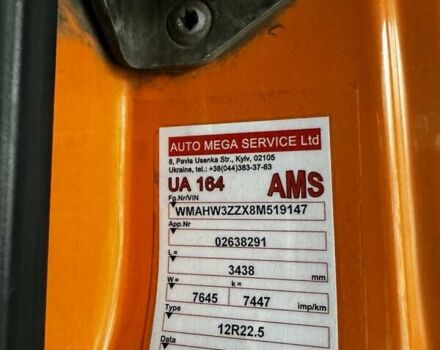 AUTO MEGA SERVICE Ltd
8, Pavla Usenka Str., Kyiv, 02105
Ukraine, tel.: +38(044)383-37-63
UA 164 AMS
Fg.Nr/VIN
WMAHW3ZZX8M519147
App.Nr
02638291
L=
3438 mm
W= k=
7645 7447 imp/km
Type
12R22.5
Data